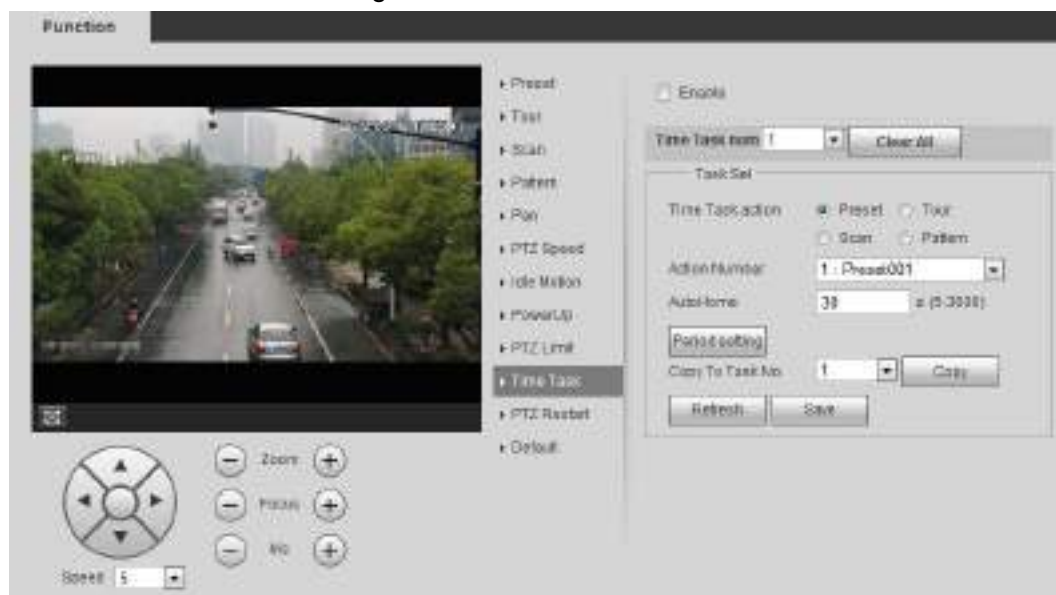 Function
Preset
Tour
Scan
Pattern
Pan
PTZ Speed
Idle Motion
PowerUp
PTZ Limit
Time Task
PTZ Restart
Default
Enable
Time Task num 1 Clear All
Task Set
Time Task action Preset Tour
Scan Pattern
Action Number 1 : Preset001
AutoHome 30 s (5-3000)
Period setting
Copy To Task No. 1 Copy
Refresh Save
Zoom
Focus
Iris
Speed 5